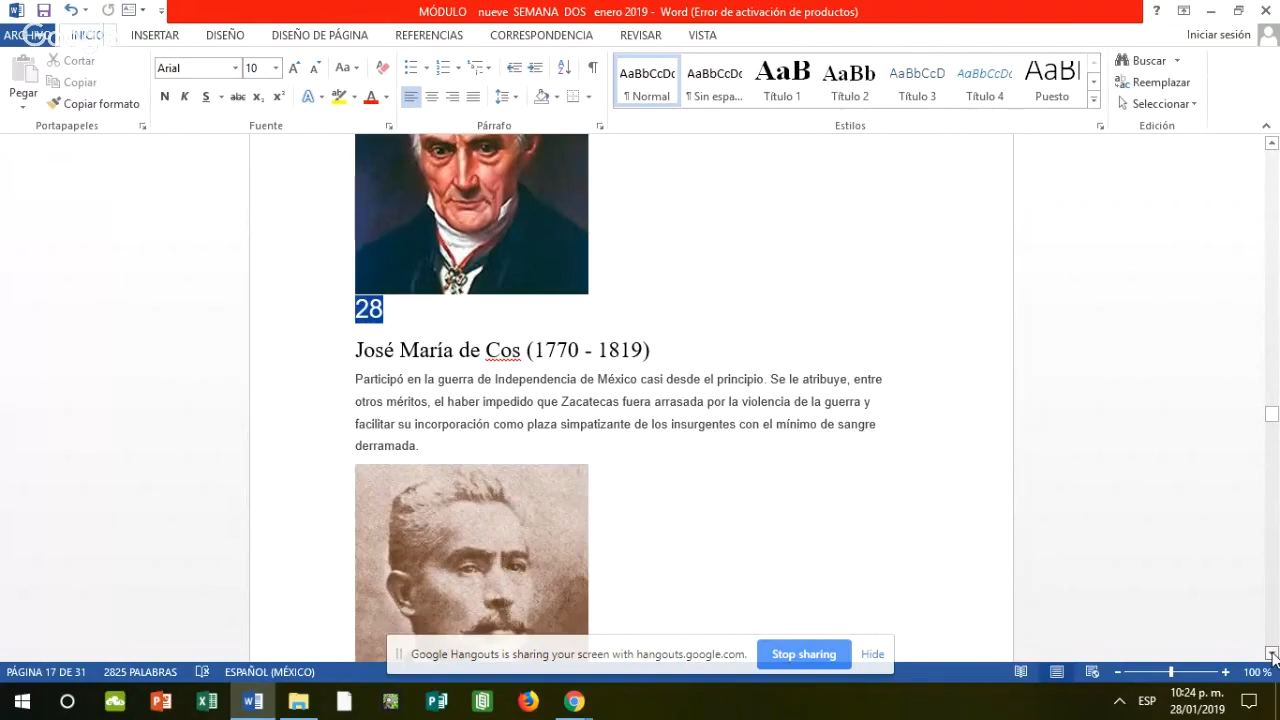 MÓDULO nueve SEMANA DOS enero 2019 - Word (Error de activación de productos)
ARCHIVO INICIO INSERTAR DISEÑO DISEÑO DE PÁGINA REFERENCIAS CORRESPONDENCIA REVISAR VISTA Iniciar sesión
Pegar
Cortar
Copiar
Copiar formato
Portapapeles
Arial 10
N K S abc x₂ x²
Fuente
Párrafo
AaBbCcDc AaBbCcDc AaB AaBb AaBbCcD AaBbCcDc AaBl
¶ Normal ¶ Sin espa... Título 1 Título 2 Título 3 Título 4 Puesto
Estilos
Buscar
Reemplazar
Seleccionar
Edición
28
José María de Cos (1770 - 1819)
Participó en la guerra de Independencia de México casi desde el principio. Se le atribuye, entre
otros méritos, el haber impedido que Zacatecas fuera arrasada por la violencia de la guerra y
facilitar su incorporación como plaza simpatizante de los insurgentes con el mínimo de sangre
derramada.
Google Hangouts is sharing your screen with hangouts.google.com. Stop sharing Hide
PÁGINA 17 DE 31 2825 PALABRAS ESPAÑOL (MÉXICO) 100 %
ESP
10:24 p. m.
28/01/2019